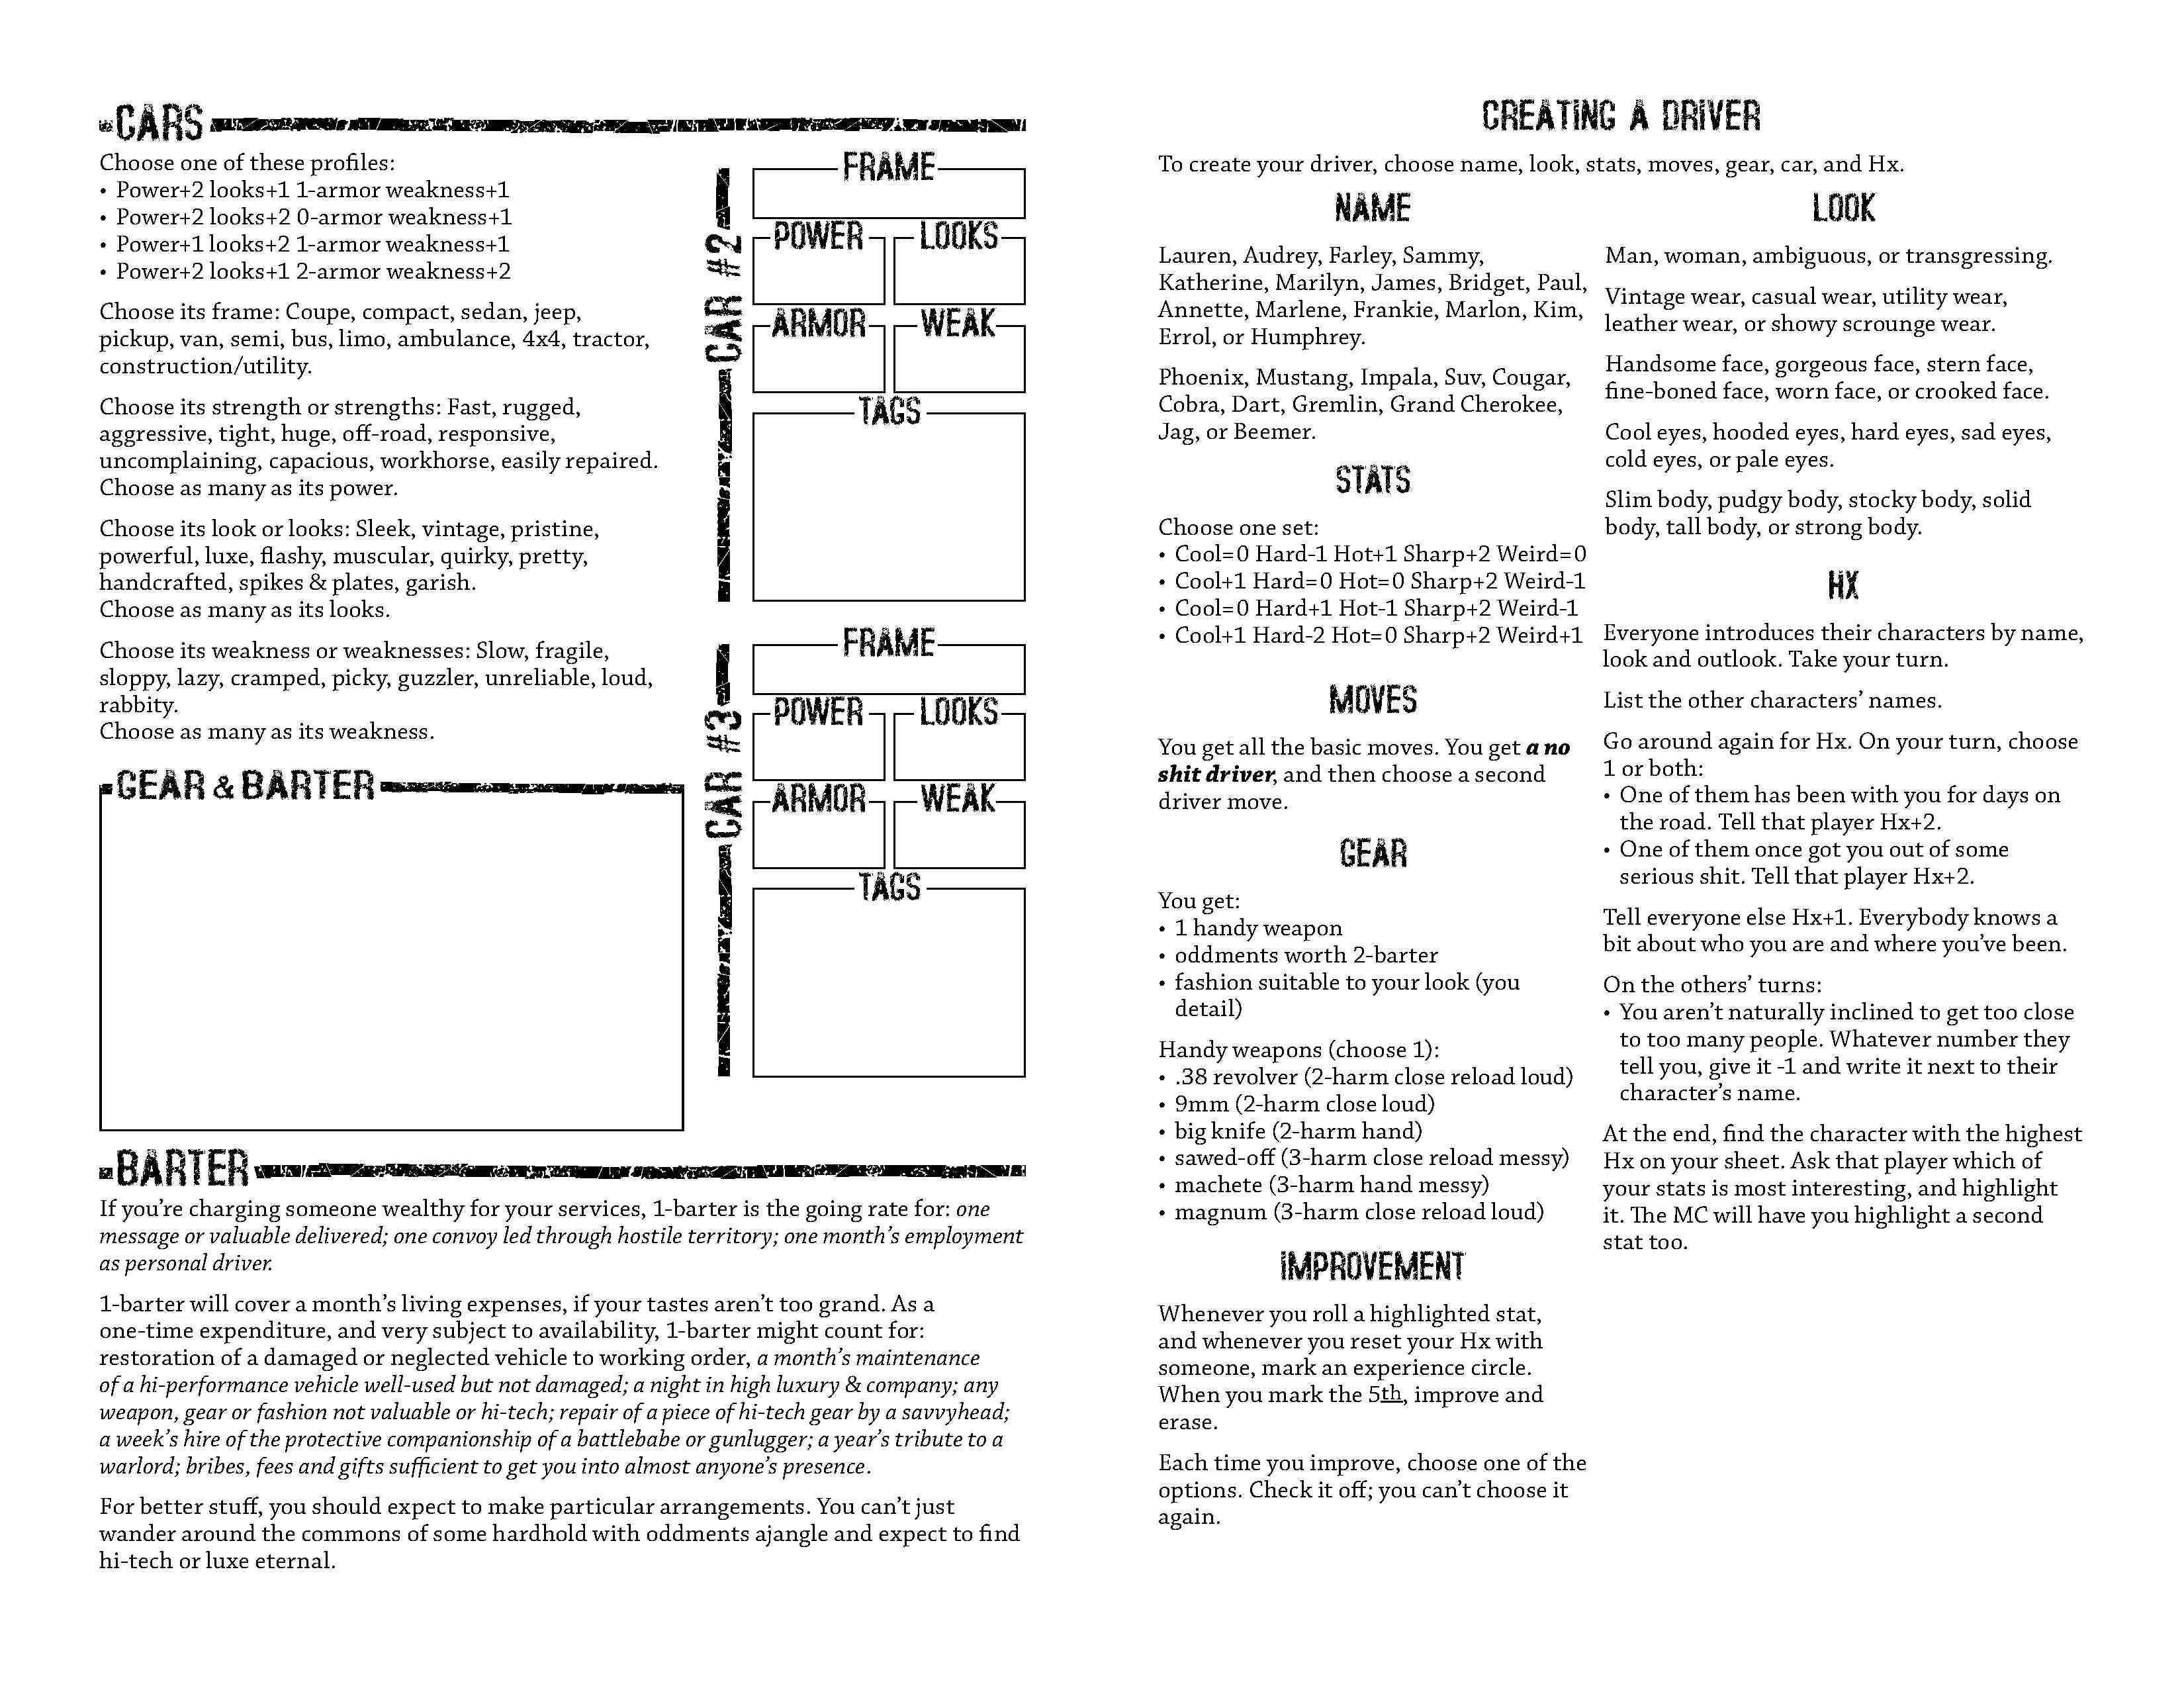 CARS
Choose one of these profiles:
• Power+2 looks+1 1-armor weakness+1
• Power+2 looks+2 0-armor weakness+1
• Power+1 looks+2 1-armor weakness+1
• Power+2 looks+1 2-armor weakness+2
Choose its frame: Coupe, compact, sedan, jeep,
pickup, van, semi, bus, limo, ambulance, 4x4, tractor,
construction/utility.
Choose its strength or strengths: Fast, rugged,
aggressive, tight, huge, off-road, responsive,
uncomplaining, capacious, workhorse, easily repaired.
Choose as many as its power.
Choose its look or looks: Sleek, vintage, pristine,
powerful, luxe, flashy, muscular, quirky, pretty,
handcrafted, spikes & plates, garish.
Choose as many as its looks.
Choose its weakness or weaknesses: Slow, fragile,
sloppy, lazy, cramped, picky, guzzler, unreliable, loud,
rabbity.
Choose as many as its weakness.
CAR #2
FRAME
POWER LOOKS
ARMOR WEAK
TAGS
CAR #3
FRAME
POWER LOOKS
ARMOR WEAK
TAGS
GEAR & BARTER
BARTER
If you're charging someone wealthy for your services, 1-barter is the going rate for: one
message or valuable delivered; one convoy led through hostile territory; one month's employment
as personal driver.
1-barter will cover a month's living expenses, if your tastes aren't too grand. As a
one-time expenditure, and very subject to availability, 1-barter might count for:
restoration of a damaged or neglected vehicle to working order, a month's maintenance
of a hi-performance vehicle well-used but not damaged; a night in high luxury & company; any
weapon, gear or fashion not valuable or hi-tech; repair of a piece of hi-tech gear by a savvyhead;
a week's hire of the protective companionship of a battlebabe or gunlugger; a year's tribute to a
warlord; bribes, fees and gifts sufficient to get you into almost anyone's presence.
For better stuff, you should expect to make particular arrangements. You can't just
wander around the commons of some hardhold with oddments ajangle and expect to find
hi-tech or luxe eternal.
CREATING A DRIVER
To create your driver, choose name, look, stats, moves, gear, car, and Hx.
NAME
Lauren, Audrey, Farley, Sammy,
Katherine, Marilyn, James, Bridget, Paul,
Annette, Marlene, Frankie, Marlon, Kim,
Errol, or Humphrey.
Phoenix, Mustang, Impala, Suv, Cougar,
Cobra, Dart, Gremlin, Grand Cherokee,
Jag, or Beemer.
STATS
Choose one set:
• Cool=0 Hard-1 Hot+1 Sharp+2 Weird=0
• Cool+1 Hard=0 Hot=0 Sharp+2 Weird-1
• Cool=0 Hard+1 Hot-1 Sharp+2 Weird-1
• Cool+1 Hard-2 Hot=0 Sharp+2 Weird+1
MOVES
You get all the basic moves. You get a no
shit driver, and then choose a second
driver move.
GEAR
You get:
• 1 handy weapon
• oddments worth 2-barter
• fashion suitable to your look (you
detail)
Handy weapons (choose 1):
• .38 revolver (2-harm close reload loud)
• 9mm (2-harm close loud)
• big knife (2-harm hand)
• sawed-off (3-harm close reload messy)
• machete (3-harm hand messy)
• magnum (3-harm close reload loud)
IMPROVEMENT
Whenever you roll a highlighted stat,
and whenever you reset your Hx with
someone, mark an experience circle.
When you mark the 5th, improve and
erase.
Each time you improve, choose one of the
options. Check it off; you can't choose it
again.
LOOK
Man, woman, ambiguous, or transgressing.
Vintage wear, casual wear, utility wear,
leather wear, or showy scrounge wear.
Handsome face, gorgeous face, stern face,
fine-boned face, worn face, or crooked face.
Cool eyes, hooded eyes, hard eyes, sad eyes,
cold eyes, or pale eyes.
Slim body, pudgy body, stocky body, solid
body, tall body, or strong body.
HX
Everyone introduces their characters by name,
look and outlook. Take your turn.
List the other characters' names.
Go around again for Hx. On your turn, choose
1 or both:
• One of them has been with you for days on
the road. Tell that player Hx+2.
• One of them once got you out of some
serious shit. Tell that player Hx+2.
Tell everyone else Hx+1. Everybody knows a
bit about who you are and where you've been.
On the others' turns:
• You aren't naturally inclined to get too close
to too many people. Whatever number they
tell you, give it -1 and write it next to their
character's name.
At the end, find the character with the highest
Hx on your sheet. Ask that player which of
your stats is most interesting, and highlight
it. The MC will have you highlight a second
stat too.